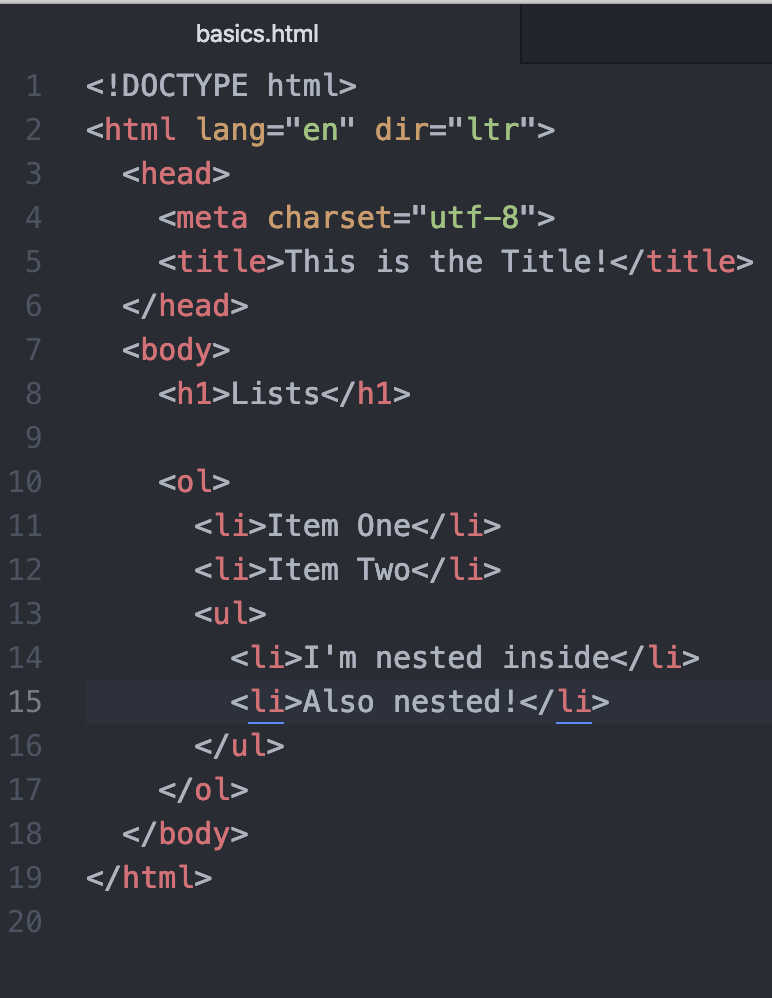 basics.html
1 <!DOCTYPE html>
2 <html lang="en" dir="ltr">
3   <head>
4     <meta charset="utf-8">
5     <title>This is the Title!</title>
6   </head>
7   <body>
8     <h1>Lists</h1>
9
10     <ol>
11       <li>Item One</li>
12       <li>Item Two</li>
13       <ul>
14         <li>I'm nested inside</li>
15         <li>Also nested!</li>
16       </ul>
17     </ol>
18   </body>
19 </html>
20